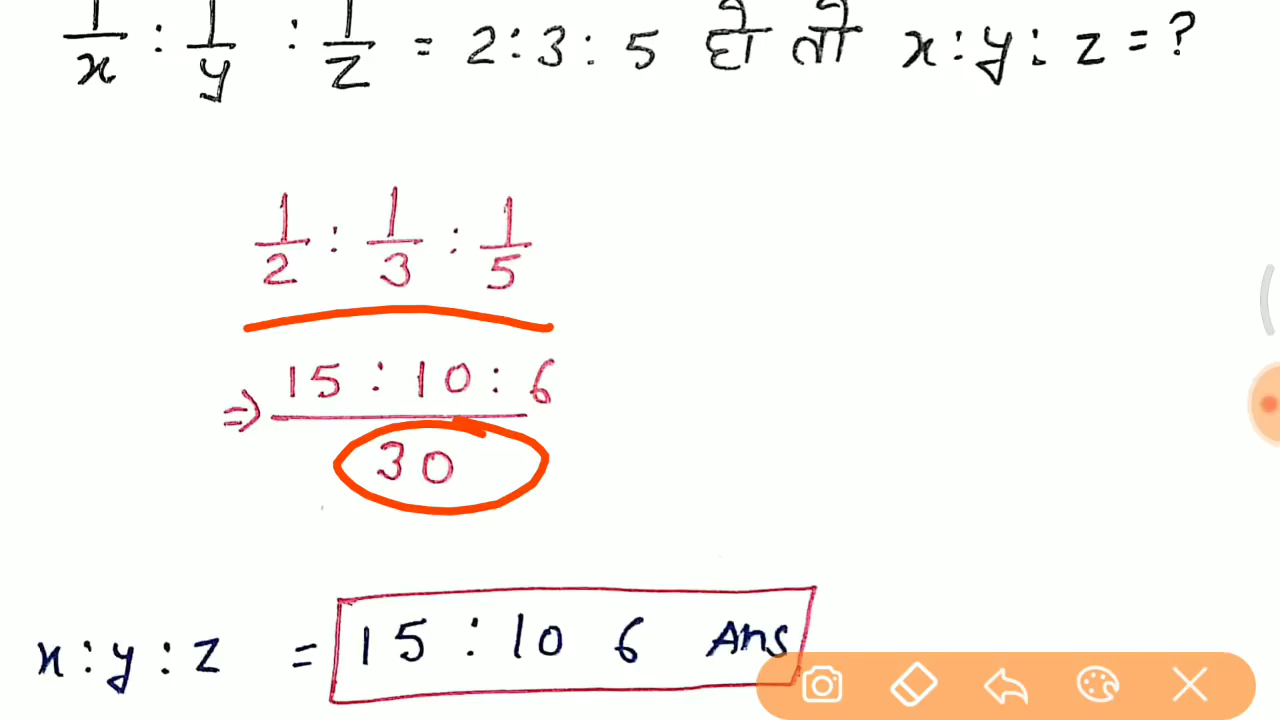 1/x : 1/y : 1/z = 2:3:5 हो तो x:y:z=?
1/2 : 1/3 : 1/5
⇒ 15:10:6/30
x:y:z = 15:10 6 Ans